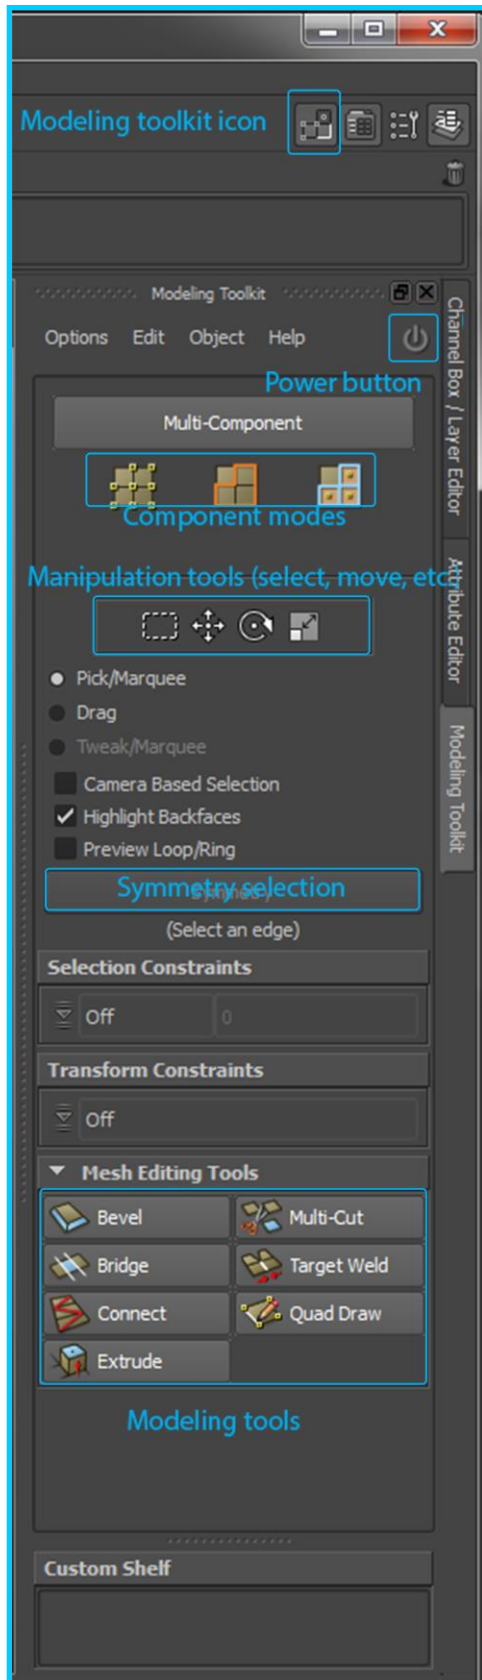 Modeling toolkit icon
Modeling Toolkit
Options Edit Object Help
Power button
Multi-Component
Component modes
Manipulation tools (select, move, etc)
Pick/Marquee
Drag
Tweak/Marquee
Camera Based Selection
Highlight Backfaces
Preview Loop/Ring
Symmetry selection
(Select an edge)
Selection Constraints
Off 0
Transform Constraints
Off
Mesh Editing Tools
Bevel Multi-Cut
Bridge Target Weld
Connect Quad Draw
Extrude
Modeling tools
Custom Shelf
Channel Box / Layer Editor
Attribute Editor
Modeling Toolkit